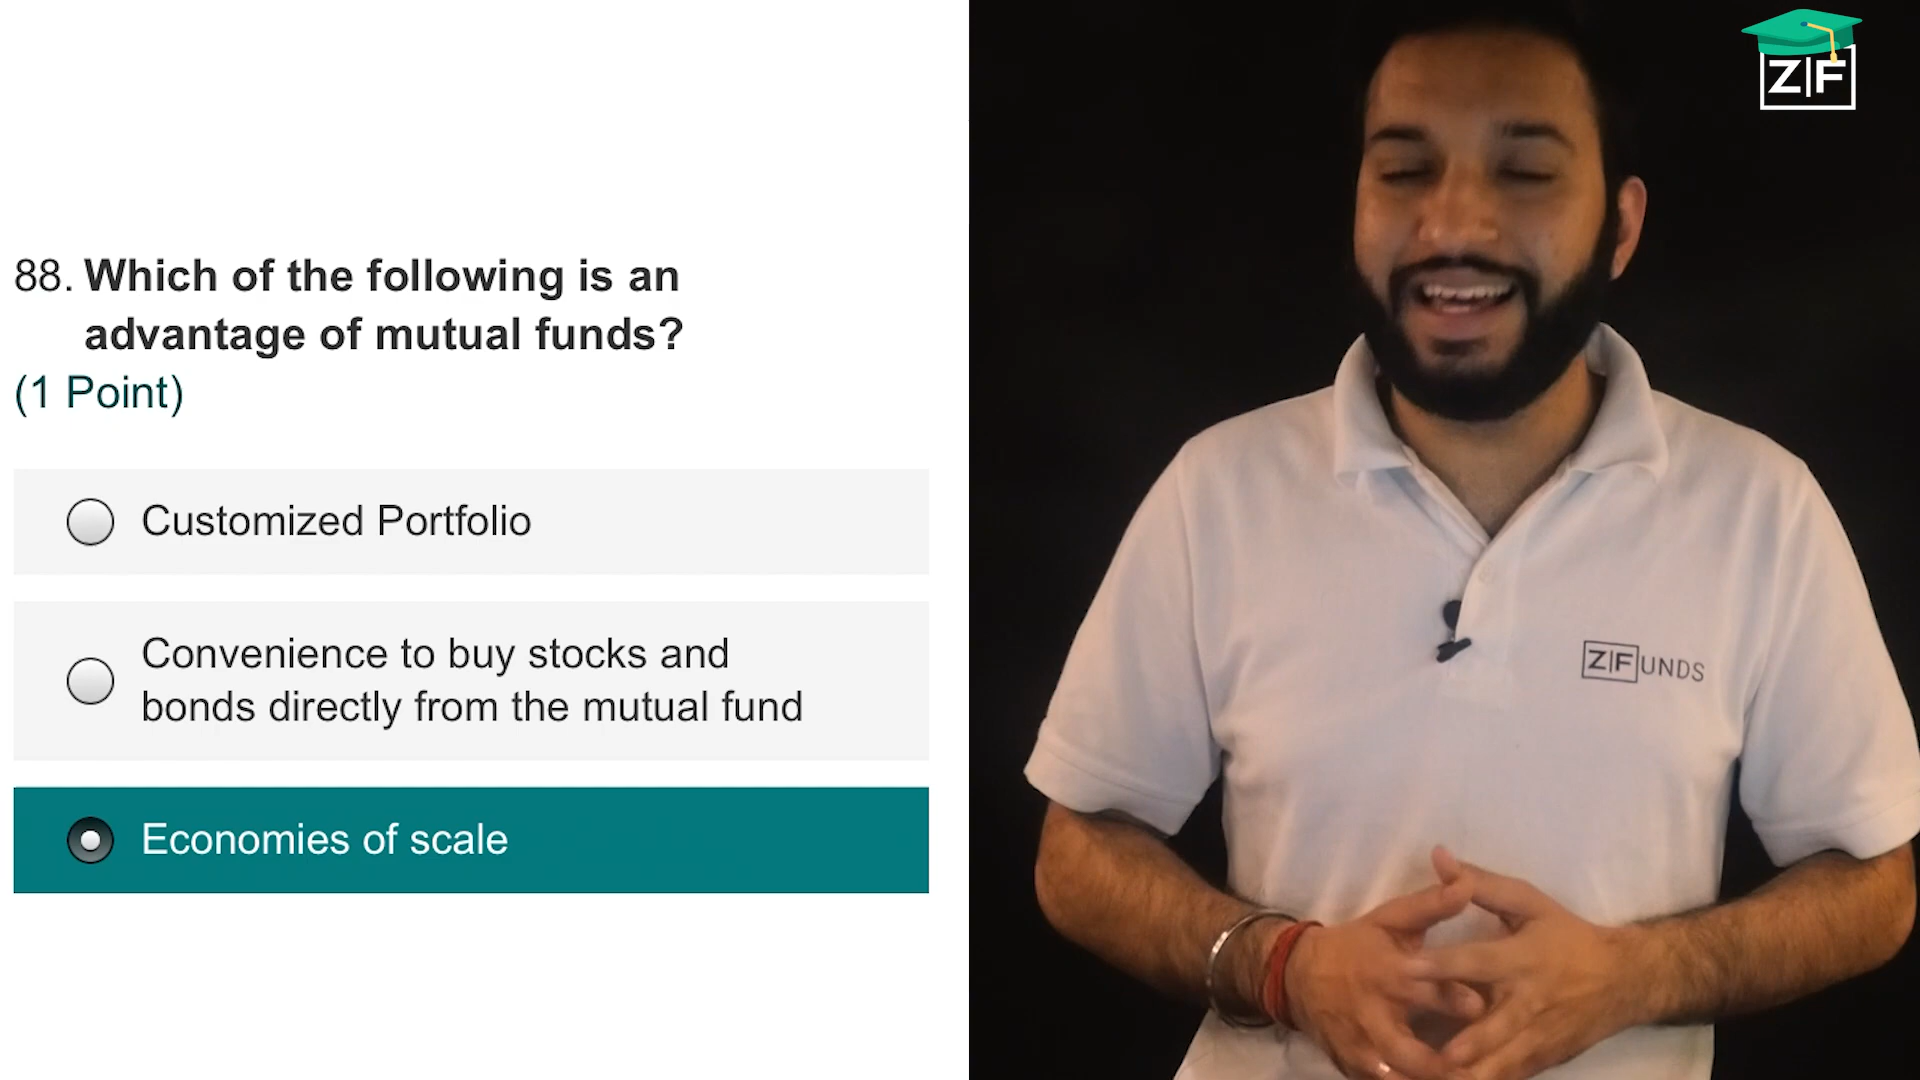 Z|F
88. Which of the following is an
advantage of mutual funds?
(1 Point)
Customized Portfolio
Convenience to buy stocks and
bonds directly from the mutual fund
Economies of scale
Z|FUNDS